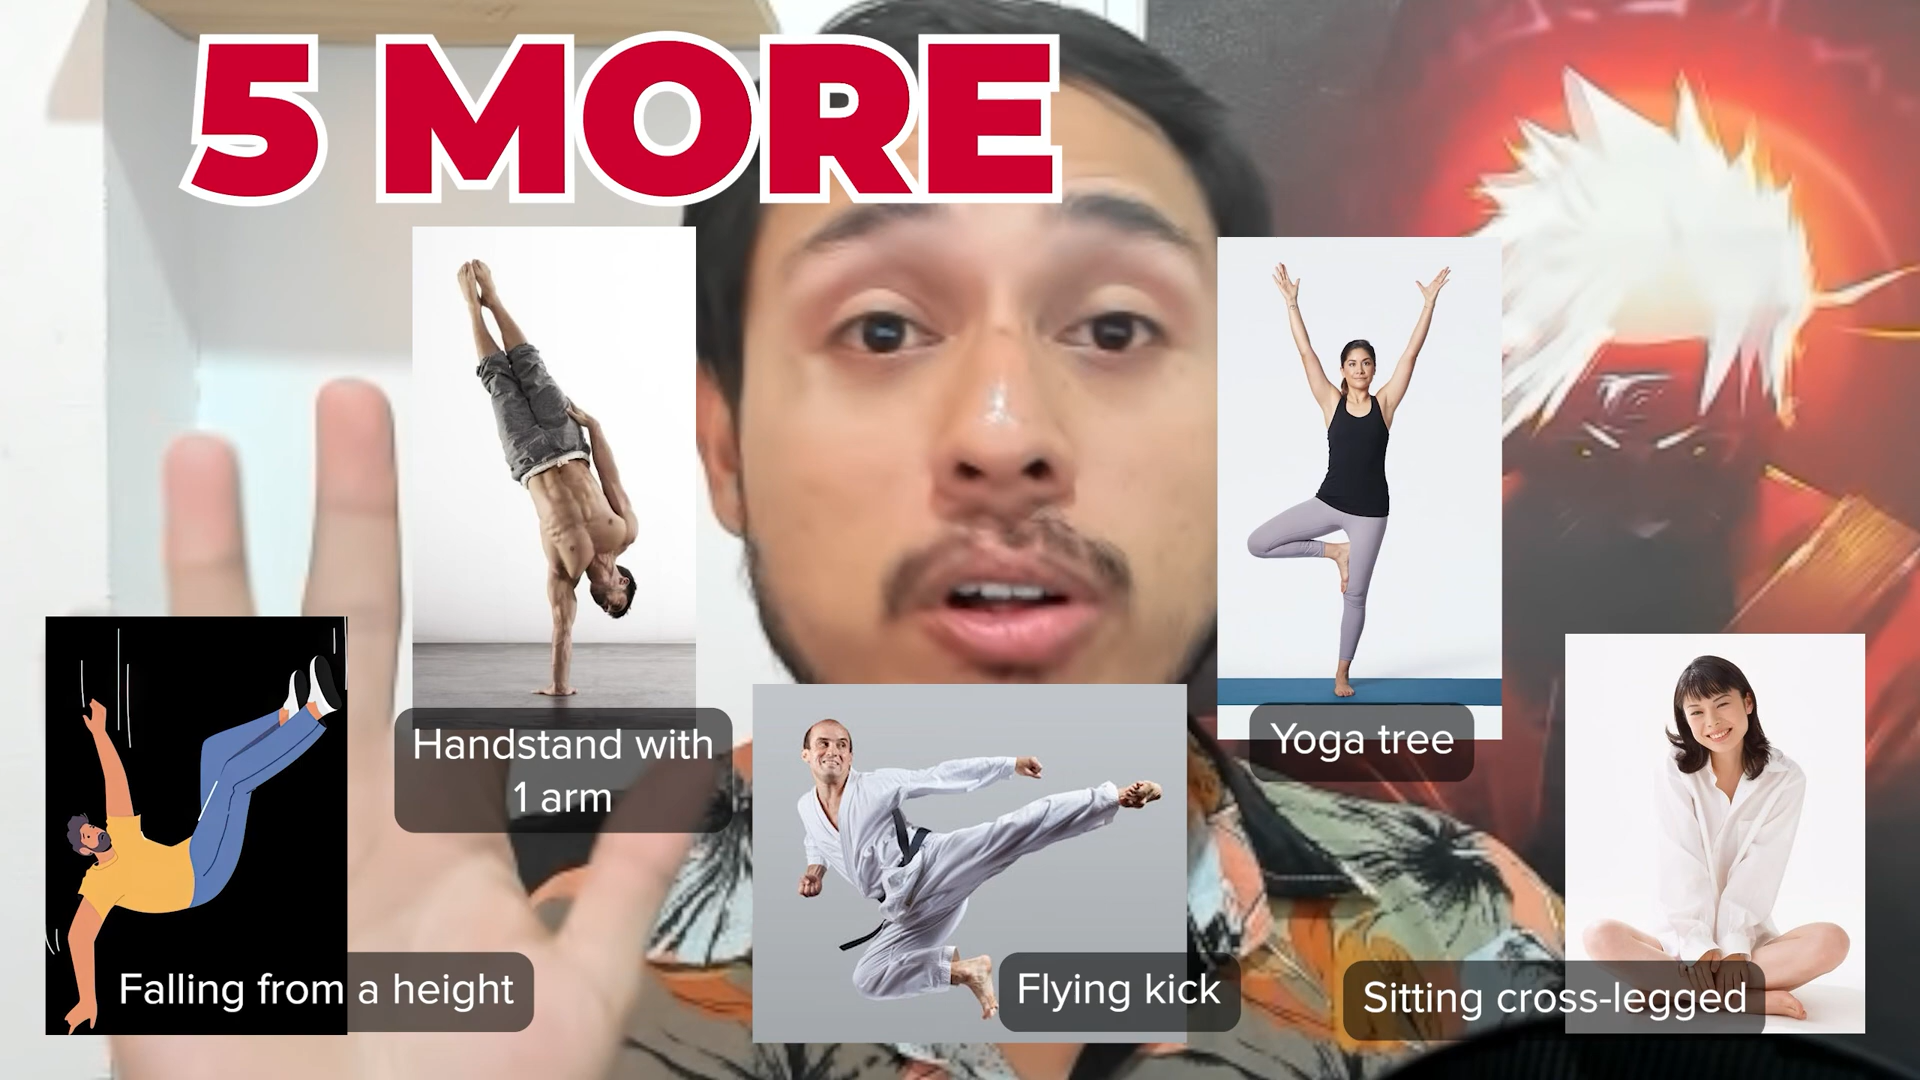 5 MORE
Handstand with
1 arm
Yoga tree
Falling from a height
Flying kick
Sitting cross-legged